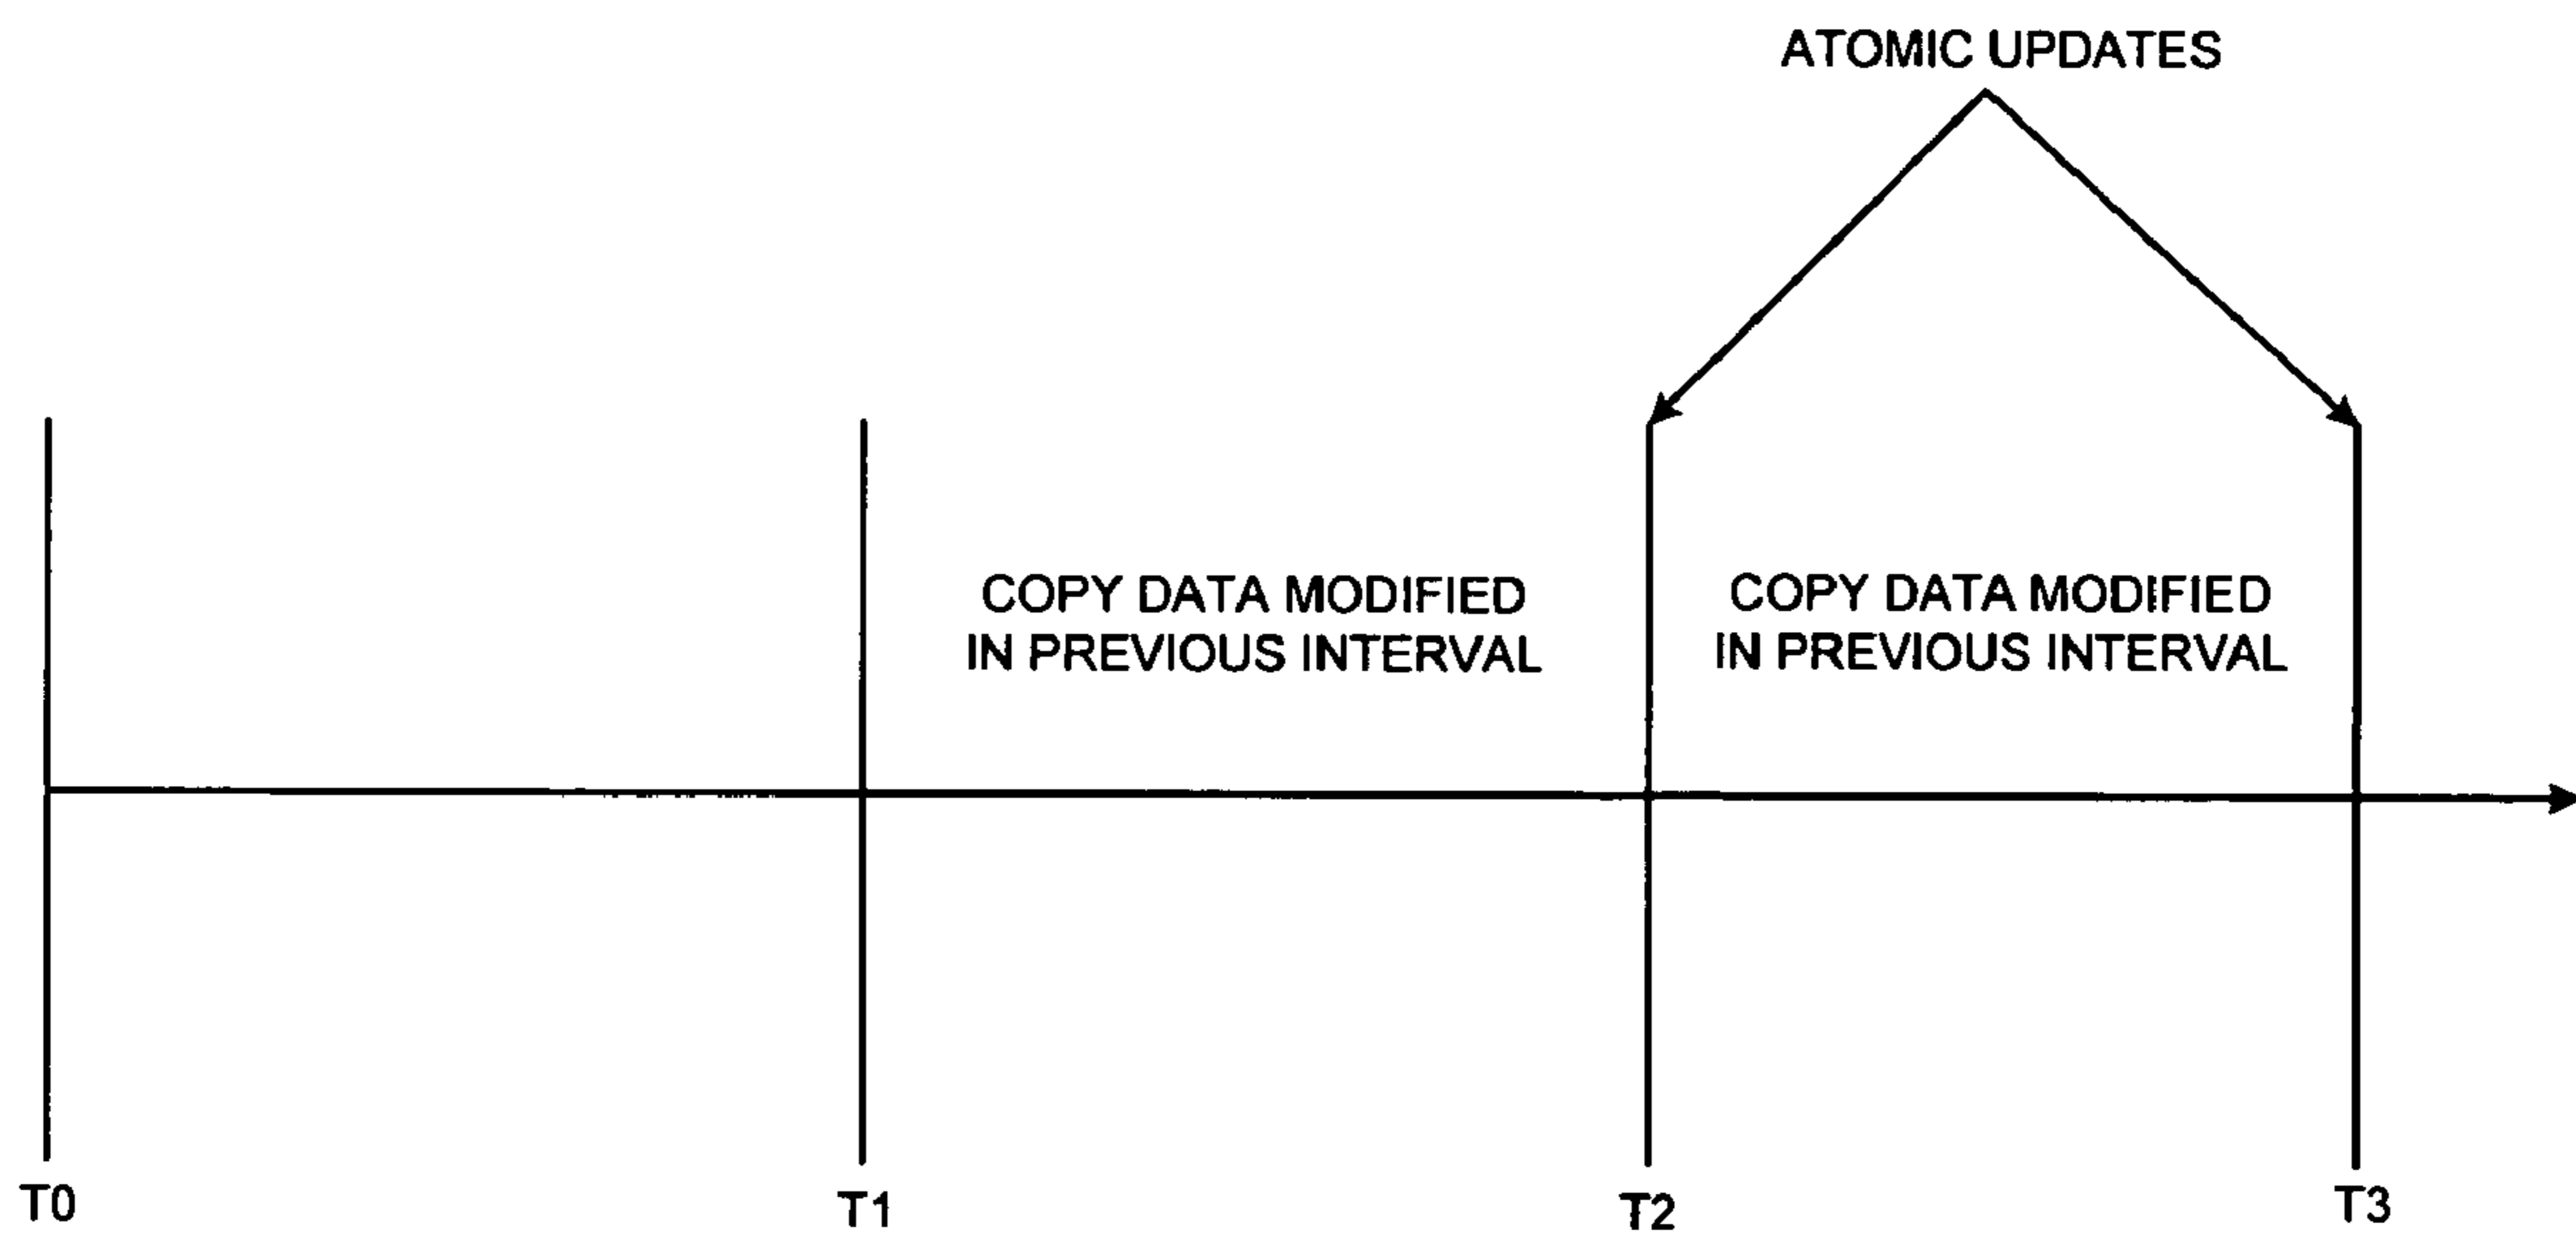 ATOMIC UPDATES
COPY DATA MODIFIED
IN PREVIOUS INTERVAL
COPY DATA MODIFIED
IN PREVIOUS INTERVAL
T0
T1
T2
T3